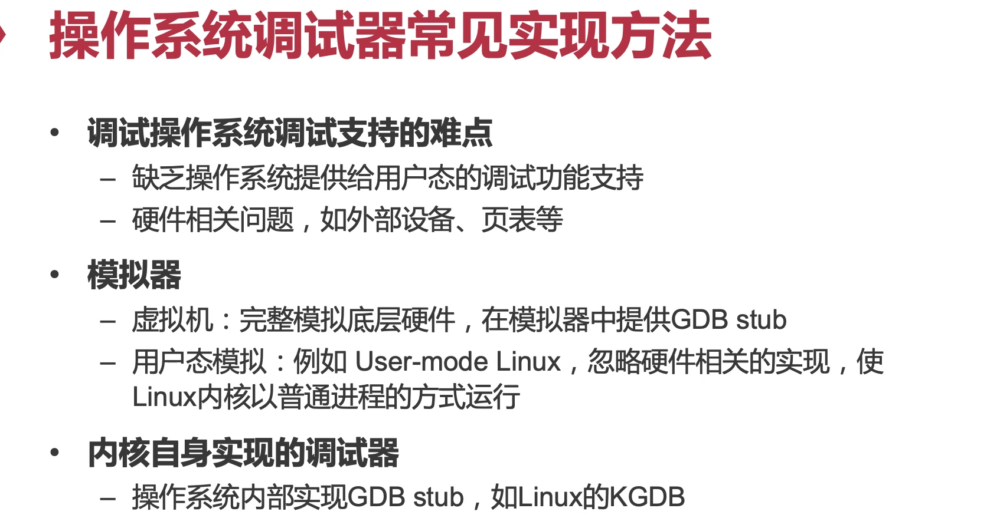 操作系统调试器常见实现方法
• 调试操作系统调试支持的难点
– 缺乏操作系统提供给用户态的调试功能支持
– 硬件相关问题，如外部设备、页表等
• 模拟器
– 虚拟机：完整模拟底层硬件，在模拟器中提供GDB stub
– 用户态模拟：例如 User-mode Linux，忽略硬件相关的实现，使
Linux内核以普通进程的方式运行
• 内核自身实现的调试器
– 操作系统内部实现GDB stub，如Linux的KGDB